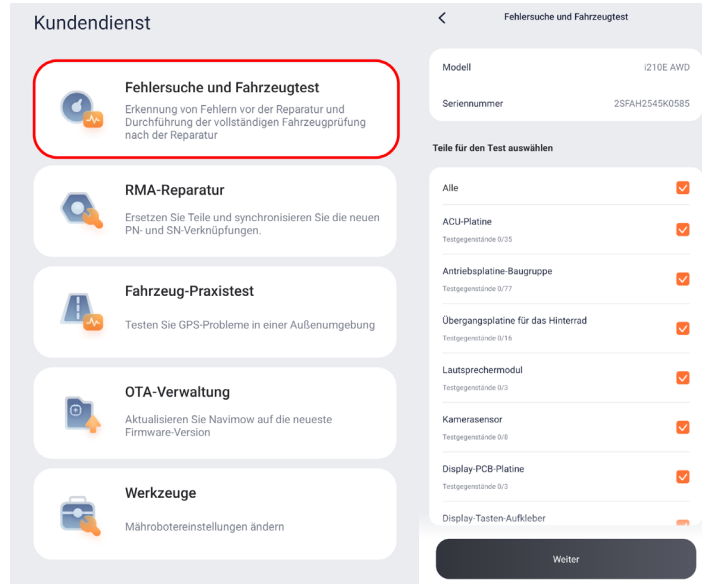 Kundendienst
Fehlersuche und Fahrzeugtest
Erkennung von Fehlern vor der Reparatur und
Durchführung der vollständigen Fahrzeugprüfung
nach der Reparatur
RMA-Reparatur
Ersetzen Sie Teile und synchronisieren Sie die neuen
PN- und SN-Verknüpfungen.
Fahrzeug-Praxistest
Testen Sie GPS-Probleme in einer Außenumgebung
OTA-Verwaltung
Aktualisieren Sie Navimow auf die neueste
Firmware-Version
Werkzeuge
Mährobotereinstellungen ändern
Fehlersuche und Fahrzeugtest
Modell i210E AWD
Seriennummer 2SFAH2545K0585
Teile für den Test auswählen
Alle
ACU-Platine
Testgegenstände 0/35
Antriebsplatine-Baugruppe
Testgegenstände 0/77
Übergangsplatine für das Hinterrad
Testgegenstände 0/16
Lautsprechermodul
Testgegenstände 0/3
Kamerasensor
Testgegenstände 0/8
Display-PCB-Platine
Testgegenstände 0/3
Display-Tasten-Aufkleber
Weiter